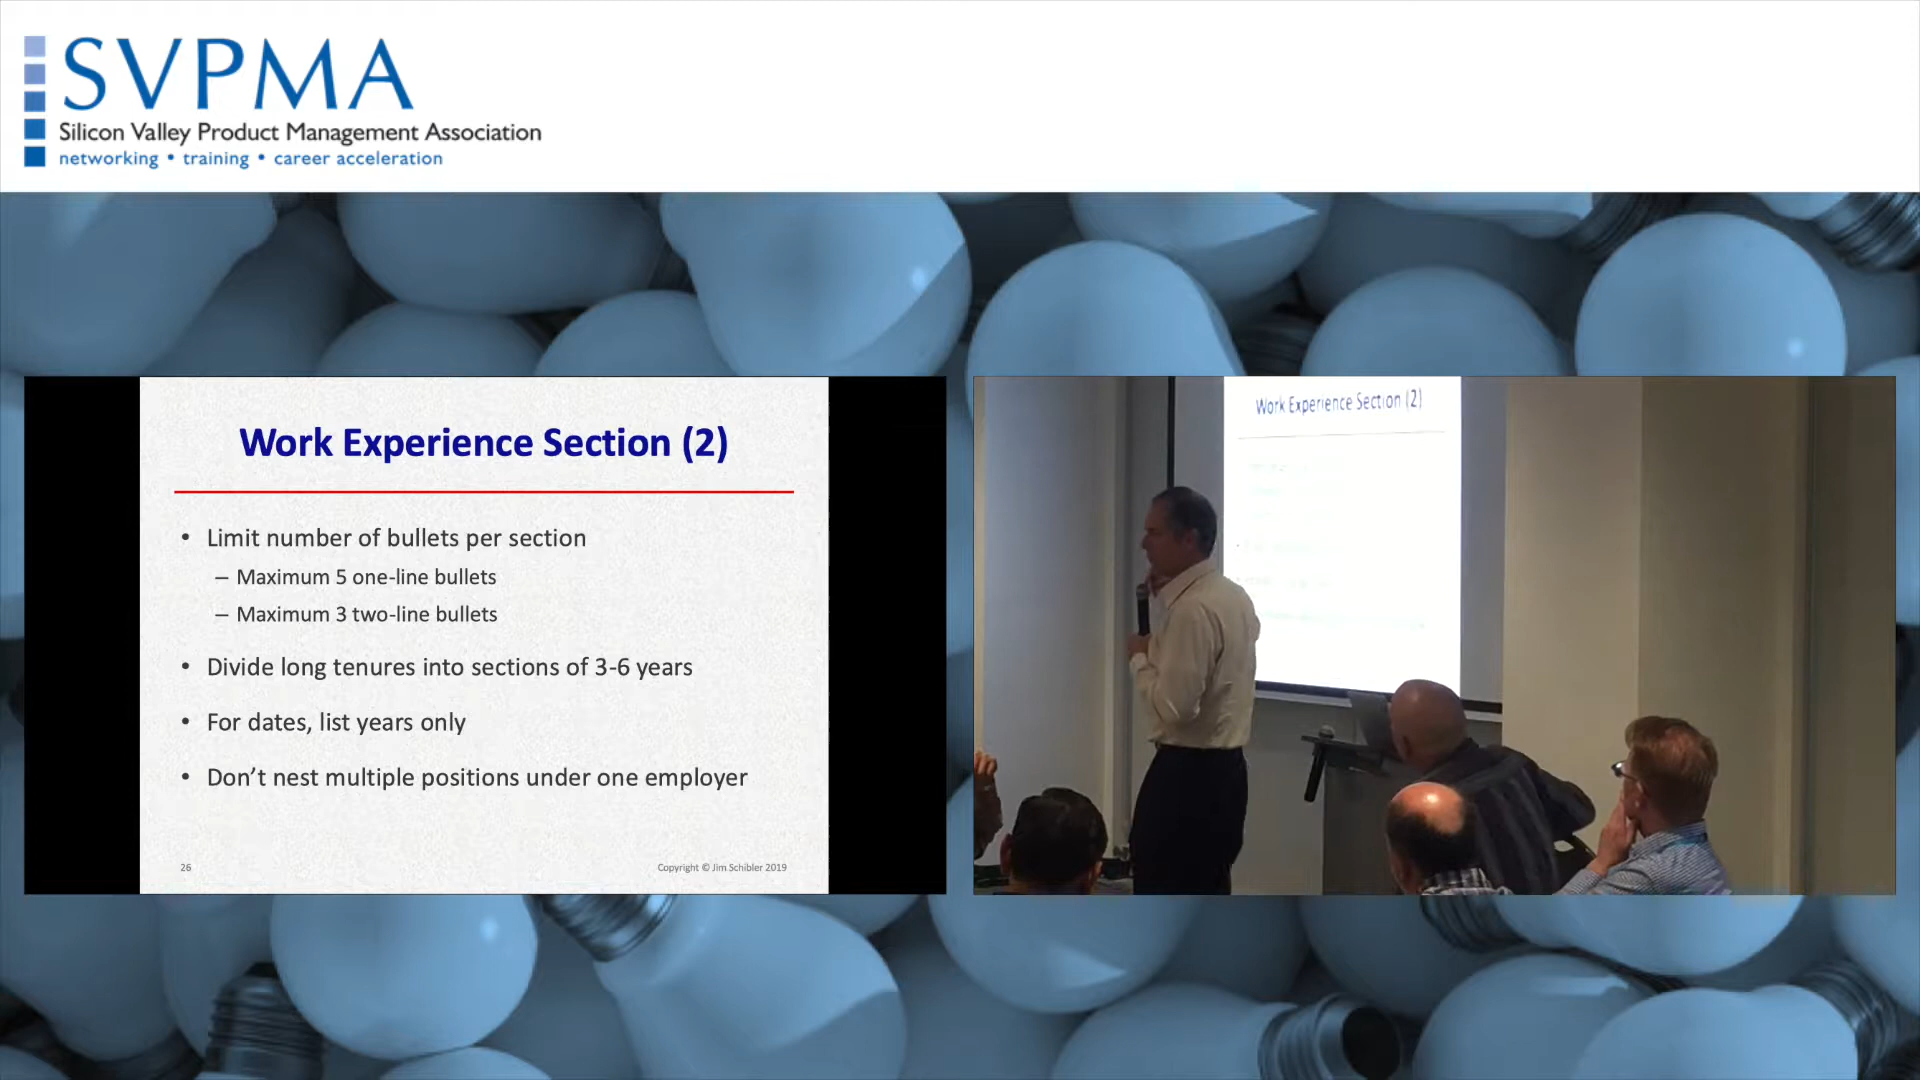 SVPMA
Silicon Valley Product Management Association
networking • training • career acceleration
Work Experience Section (2)
• Limit number of bullets per section
– Maximum 5 one-line bullets
– Maximum 3 two-line bullets
• Divide long tenures into sections of 3-6 years
• For dates, list years only
• Don’t nest multiple positions under one employer
26
Copyright © Jim Schibler 2019
Work Experience Section (2)